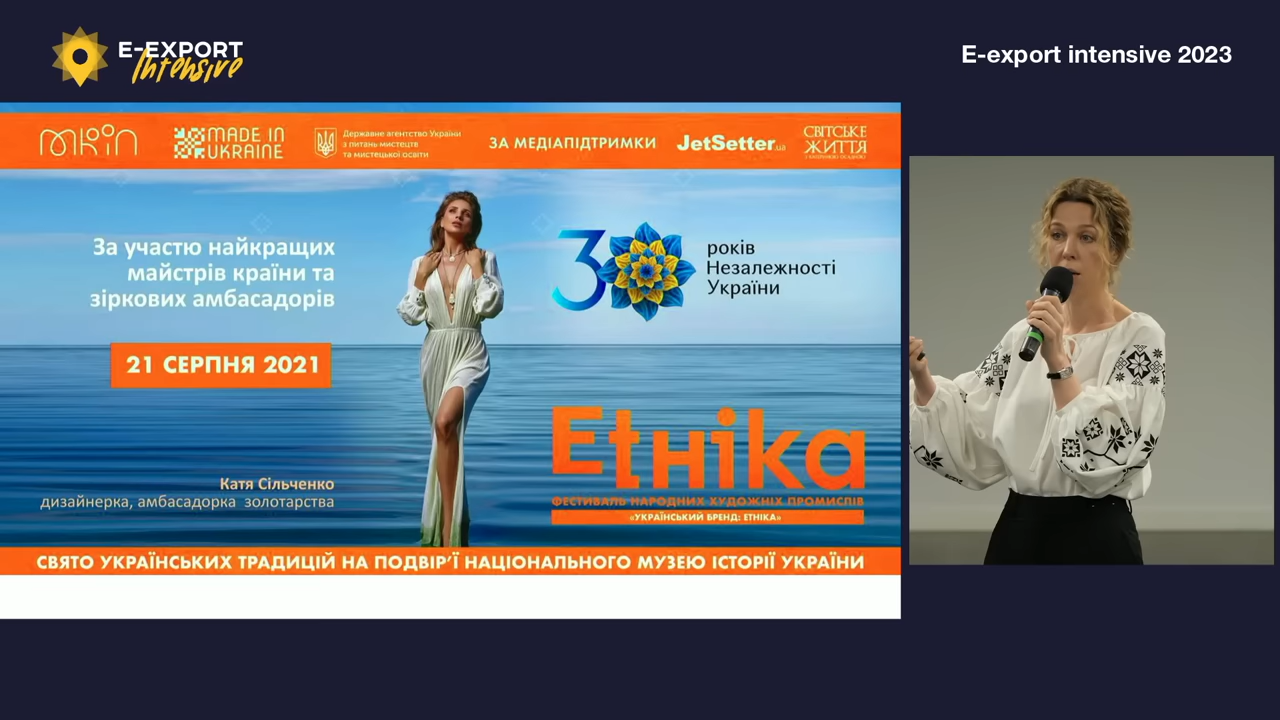 E-EXPORT
Intensive
E-export intensive 2023
MKIN
MADE IN
UKRAINE
Державне агентство України
з питань мистецтв
та мистецької освіти
ЗА МЕДІАПІДТРИМКИ
JetSetter.ua
СВІТСЬКЕ
ЖИТТЯ
За участю найкращих
майстрів країни та
зіркових амбасадорів
21 СЕРПНЯ 2021
30
років
Незалежності
України
Катя Сільченко
дизайнерка, амбасадорка золотарства
Etнika
ФЕСТИВАЛЬ НАРОДНИХ ХУДОЖНІХ ПРОМИСЛІВ
«УКРАЇНСЬКИЙ БРЕНД: ЕТНІКА»
СВЯТО УКРАЇНСЬКИХ ТРАДИЦІЙ НА ПОДВІР’Ї НАЦІОНАЛЬНОГО МУЗЕЮ ІСТОРІЇ УКРАЇНИ